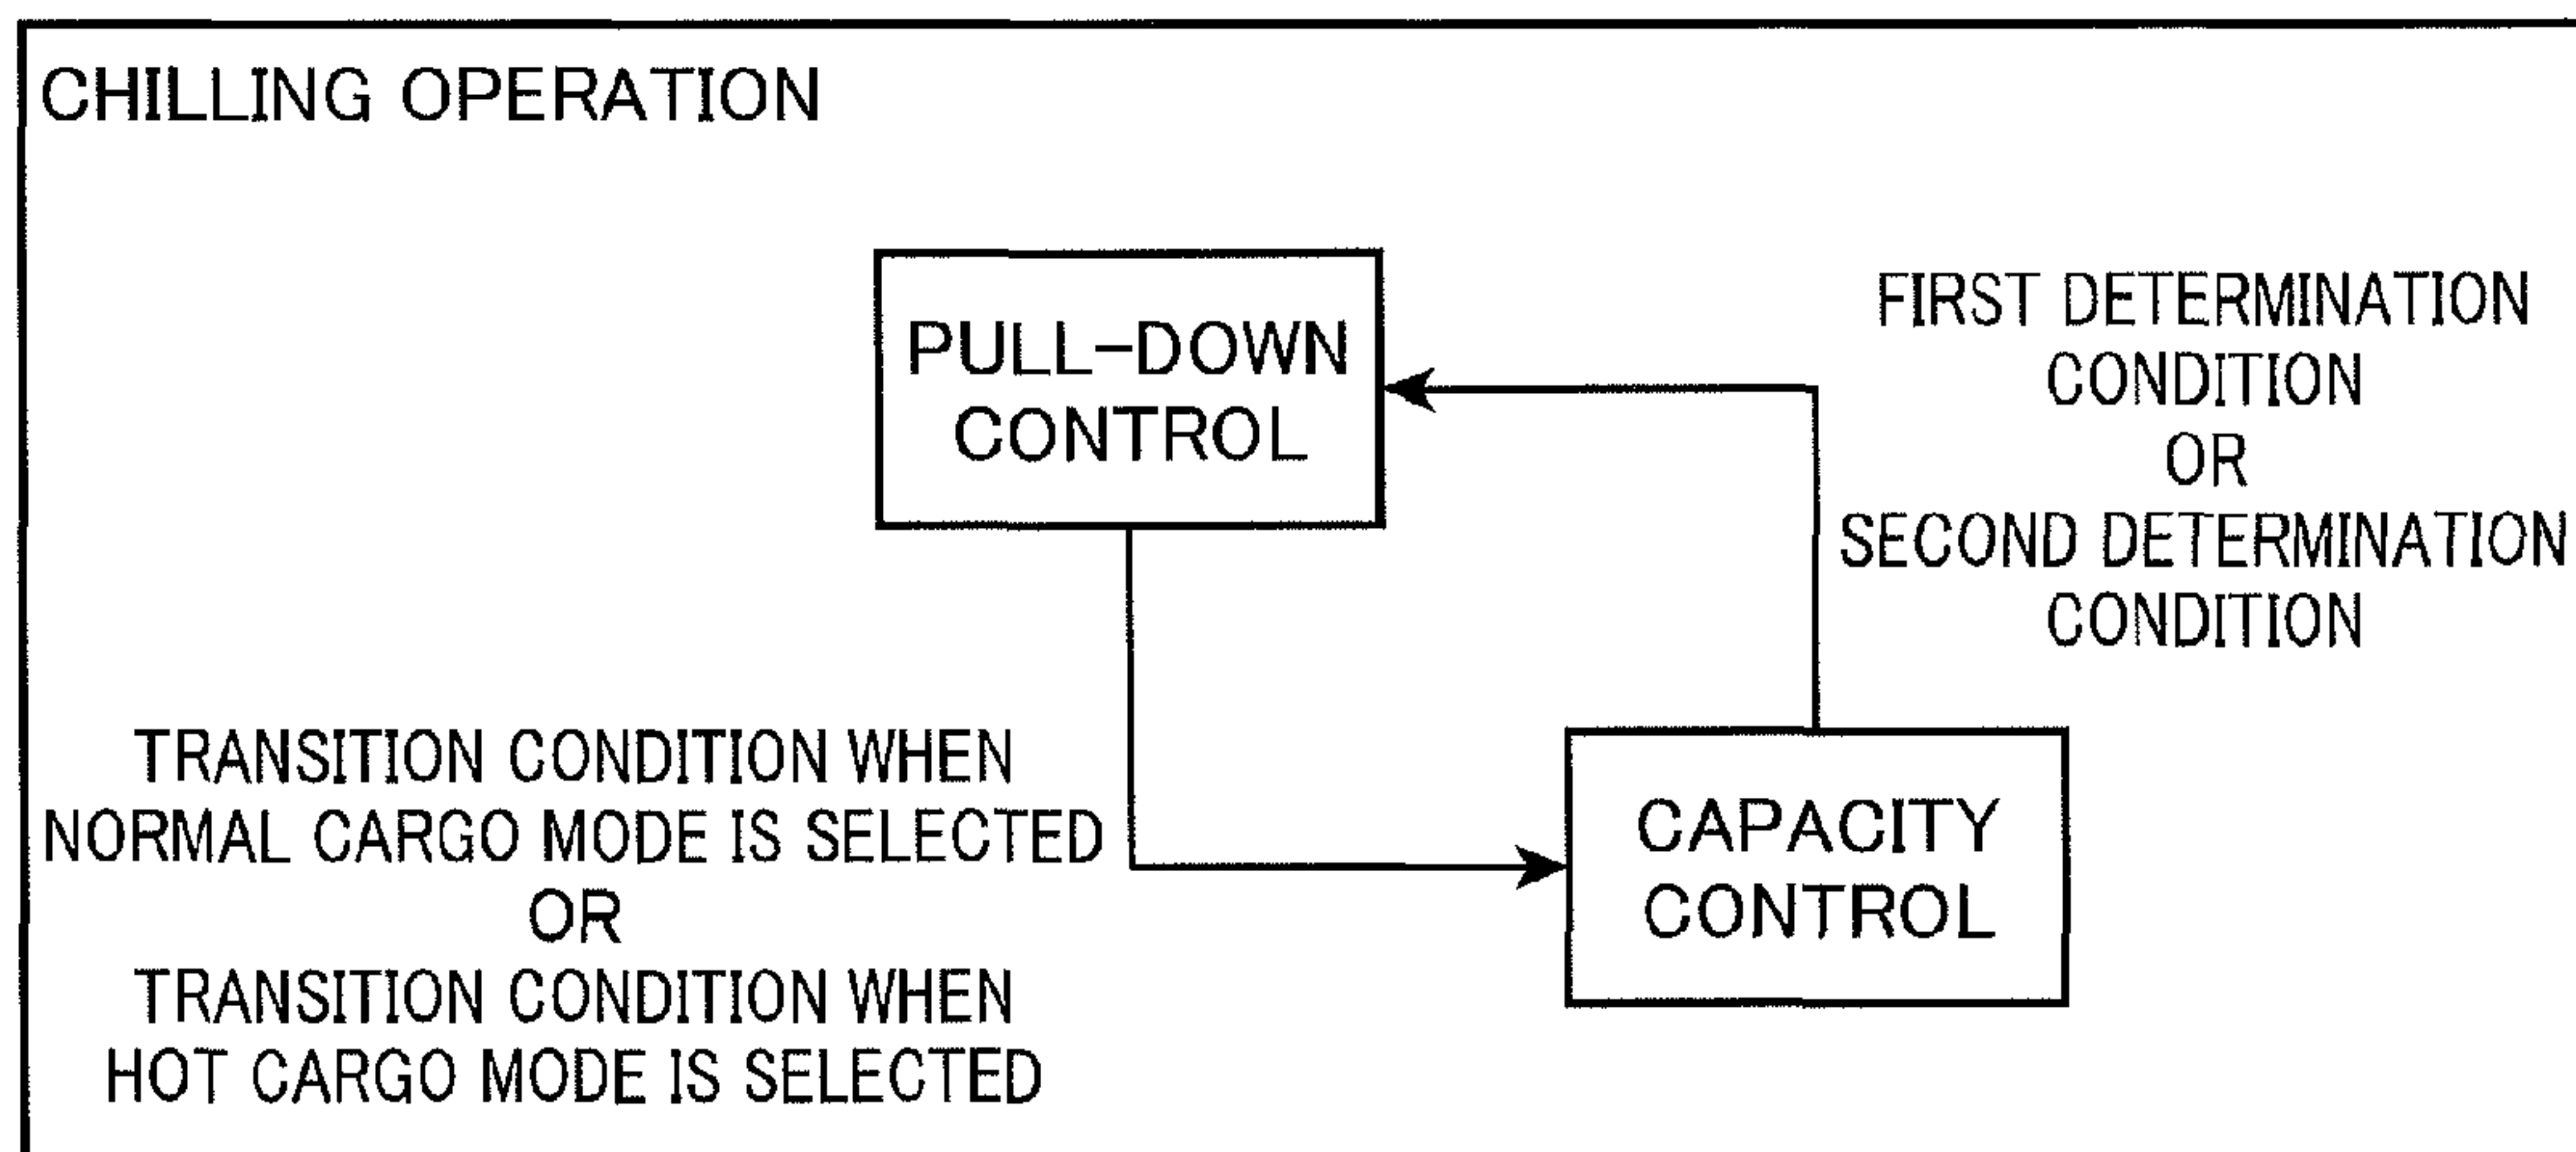 CHILLING OPERATION
PULL-DOWN
CONTROL
FIRST DETERMINATION
CONDITION
OR
SECOND DETERMINATION
CONDITION
TRANSITION CONDITION WHEN
NORMAL CARGO MODE IS SELECTED
OR
TRANSITION CONDITION WHEN
HOT CARGO MODE IS SELECTED
CAPACITY
CONTROL